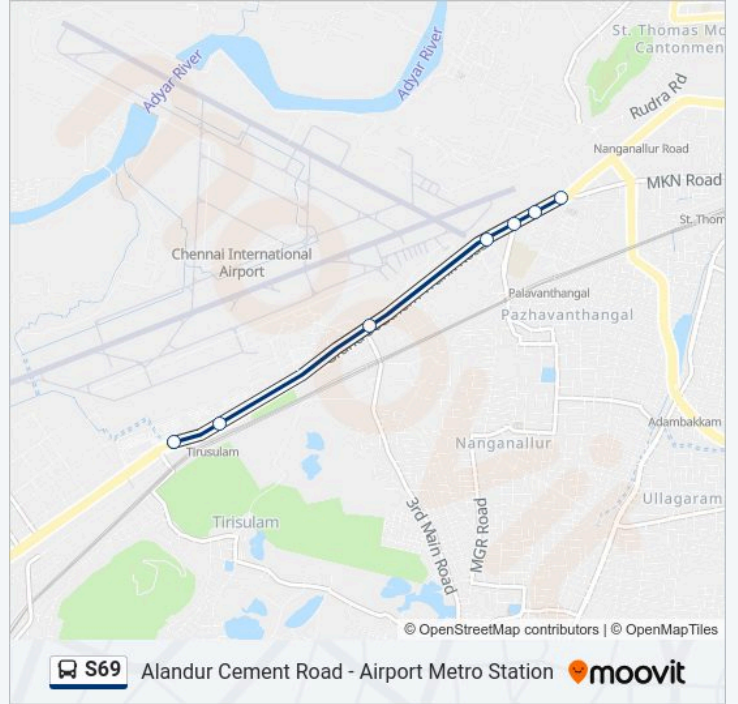 St. Thomas Mo
Cantonmen
Adyar River
Adyar River
Rudra Rd
Nanganallur Road
MKN Road
St. Thom
Chennai International
Airport
Palavanthangal
Pazhavanthangal
Adambakkam
Nanganallur
Tirusulam
Ullagaram
3rd Main Road
MGR Road
Tirisulam
© OpenStreetMap contributors | © OpenMapTiles
S69 Alandur Cement Road - Airport Metro Station moovit